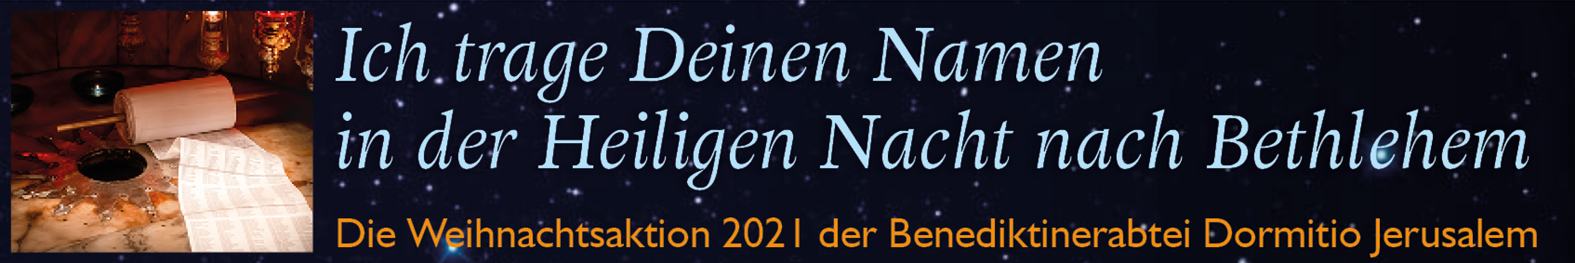 Ich trage Deinen Namen
in der Heiligen Nacht nach Bethlehem
Die Weihnachtsaktion 2021 der Benediktinerabtei Dormitio Jerusalem